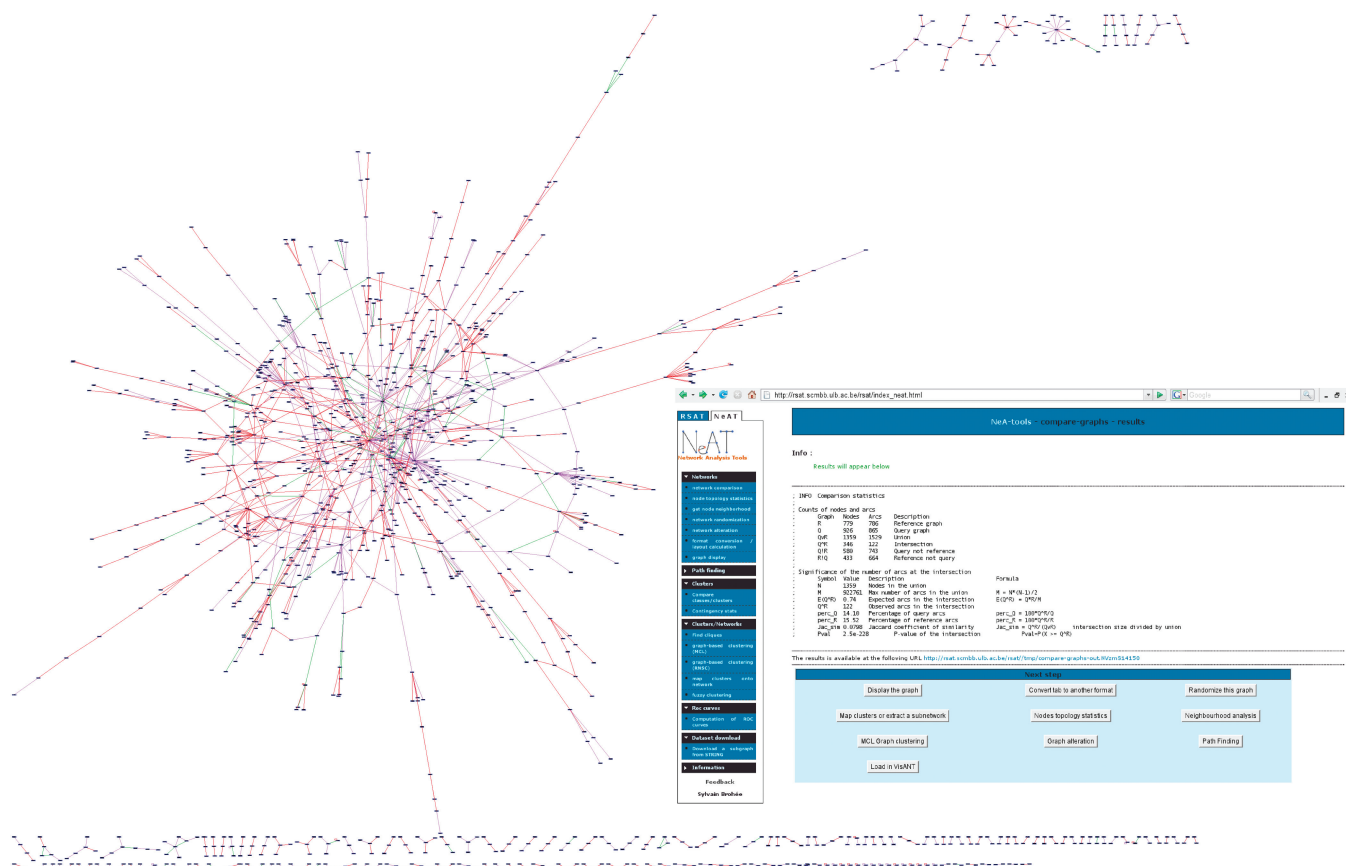 http://rsat.scmbb.ulb.ac.be/rsat/index_neat.html
Google
RSAT NeAT
NeAT
Network Analysis Tools
Networks
network comparison
node topology statistics
get node neighborhood
network randomization
network alteration
format conversion /
layout calculation
graph display
Path finding
Clusters
Compare
classes/clusters
Contingency stats
Clusters/Networks
find cliques
graph-based clustering
(MCL)
graph-based clustering
(RNSC)
map clusters onto
network
fuzzy clustering
Roc curves
Computation of ROC
curves
Dataset download
Download a subgraph
from STRING
Information
Feedback
Sylvain Brohée
NeA-tools - compare-graphs - results
Info :
Results will appear below
; INFO Comparison statistics
; Counts of nodes and arcs
; Graph Nodes Arcs Description
; R 779 786 Reference graph
; Q 926 865 Query graph
; QvR 1359 1529 Union
; Q^R 346 122 Intersection
; Q!R 580 743 Query not reference
; R!Q 433 664 Reference not query
; Significance of the number of arcs at the intersection
; Symbol Value Description Formula
; N 1359 Nodes in the union
; M 922761 Max number of arcs in the union M = N*(N-1)/2
; E(Q^R) 0.74 Expected arcs in the intersection E(Q^R) = Q*R/M
; Q^R 122 Observed arcs in the intersection
; perc_Q 14.10 Percentage of query arcs perc_Q = 100*Q^R/Q
; perc_R 15.52 Percentage of reference arcs perc_R = 100*Q^R/R
; Jac_sim 0.0798 Jaccard coefficient of similarity Jac_sim = Q^R/(QvR) intersection size divided by union
; Pval 2.5e-228 P-value of the intersection Pval=P(X >= Q^R)
The results is available at the following URL
Next step
Display the graph
Convert tab to another format
Randomize this graph
Map clusters or extract a subnetwork
Nodes topology statistics
Neighbourhood analysis
MCL Graph clustering
Graph alteration
Path Finding
Load in VisANT